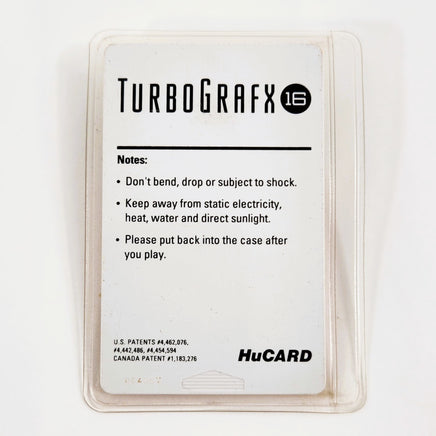 TURBOGRAFX 16
Notes:
• Don't bend, drop or subject to shock.
• Keep away from static electricity,
heat, water and direct sunlight.
• Please put back into the case after
you play.
U.S. PATENTS #4,462,076,
#4,442,486, #4,454,594
CANADA PATENT #1,183,276
HuCARD